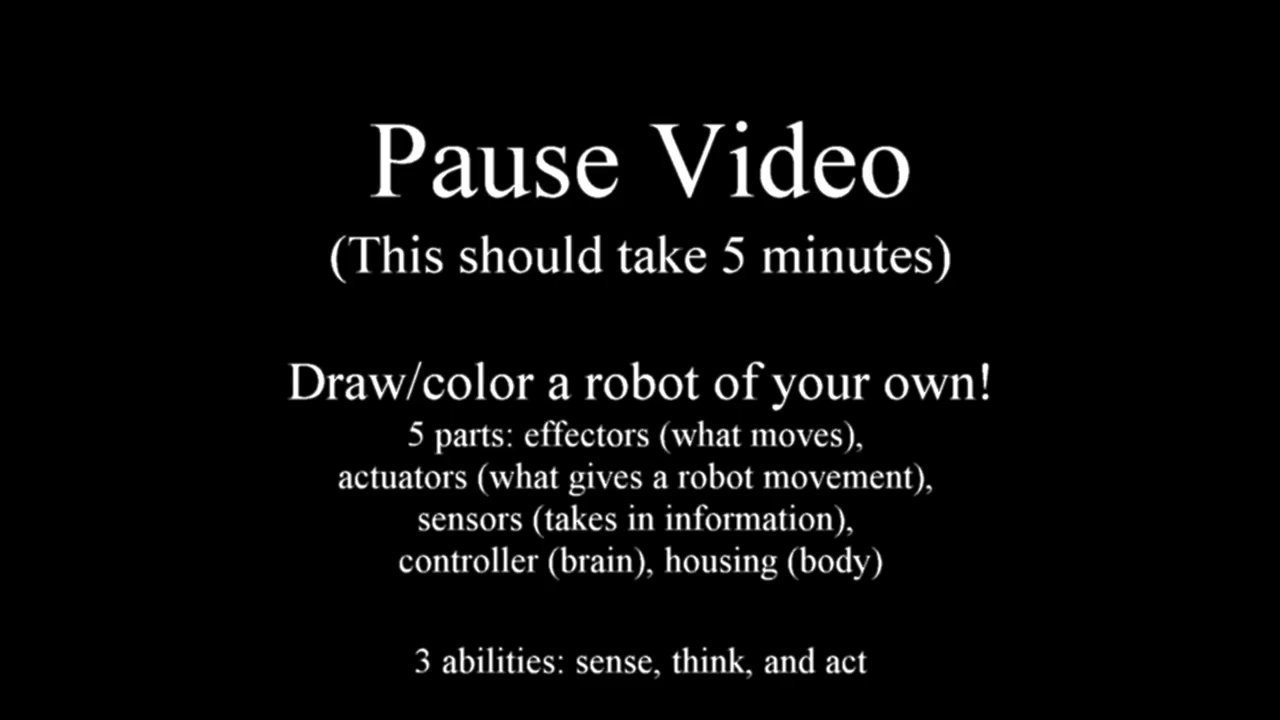 Pause Video
(This should take 5 minutes)
Draw/color a robot of your own!
5 parts: effectors (what moves),
actuators (what gives a robot movement),
sensors (takes in information),
controller (brain), housing (body)
3 abilities: sense, think, and act